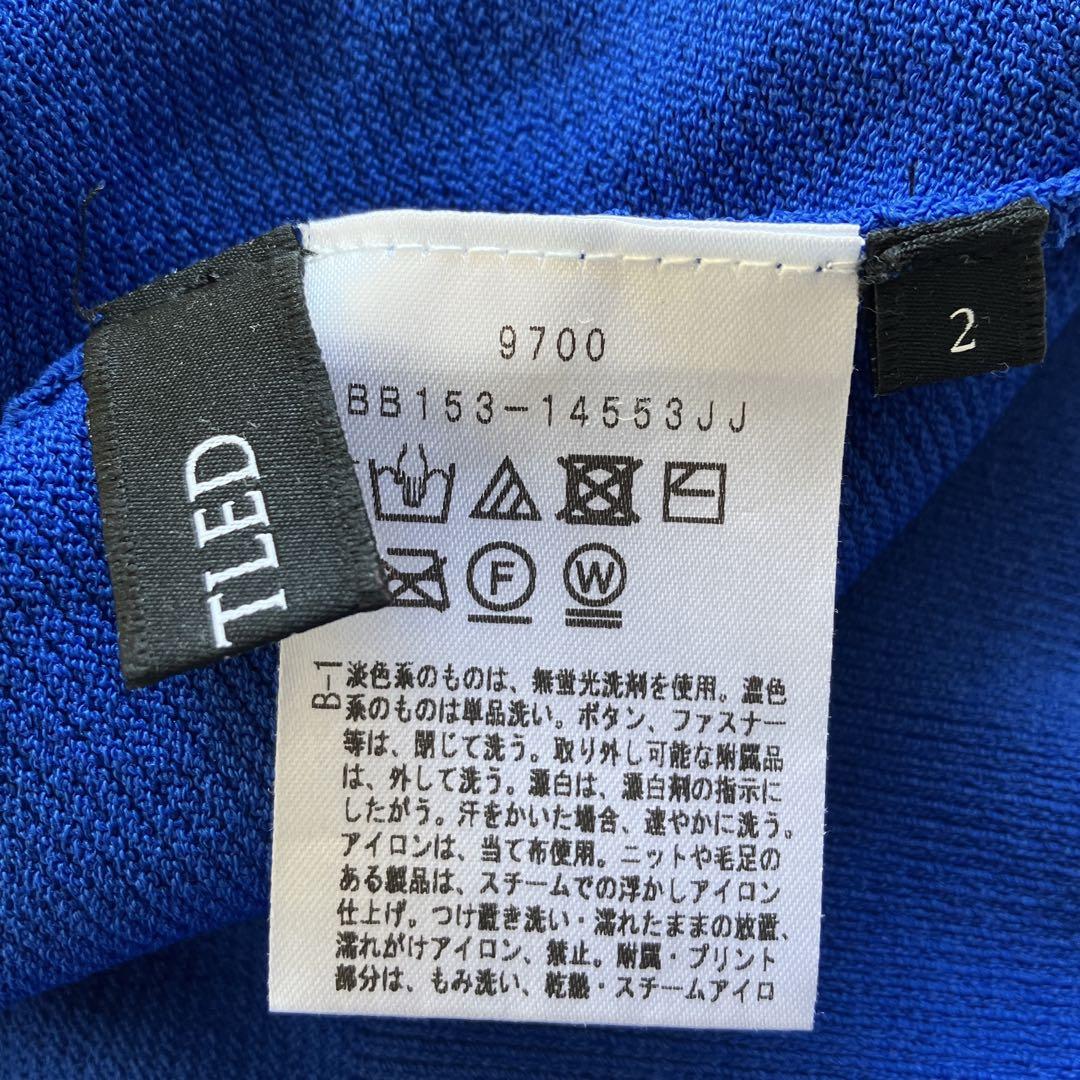 9700
BB153-14553JJ
F
W
B-1
淡色系のものは、無蛍光洗剤を使用。濃色
系のものは単品洗い。ボタン、ファスナー
等は、閉じて洗う。取り外し可能な附属品
は、外して洗う。漂白は、漂白剤の指示に
したがう。汗をかいた場合、速やかに洗う。
アイロンは、当て布使用。ニットや毛足の
ある製品は、スチームでの浮かしアイロン
仕上げ。つけ置き洗い・濡れたままの放置、
濡れがけアイロン、禁止。附属・プリント
部分は、もみ洗い、乾熱・スチームアイロ
TLED
2